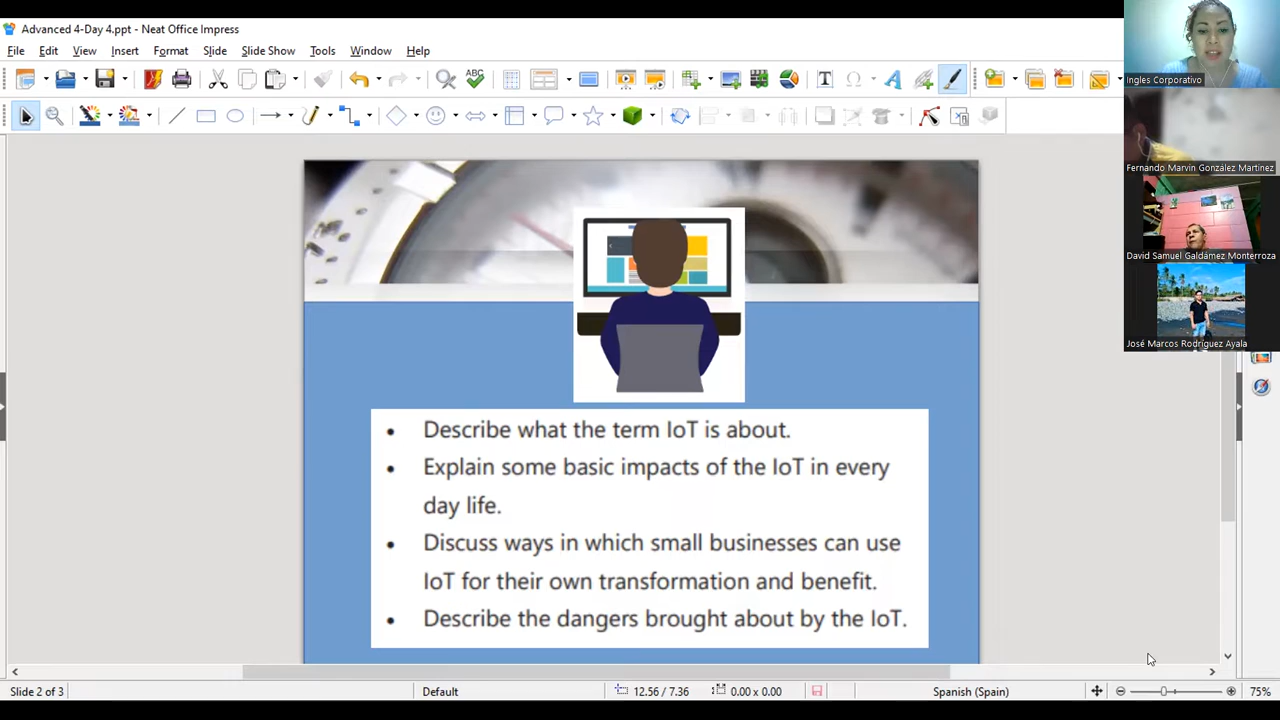 Advanced 4-Day 4.ppt - Neat Office Impress
File Edit View Insert Format Slide Slide Show Tools Window Help
ABC
T
Ω
A
Ingles Corporativo
Fernando Marvin González Martinez
David Samuel Galdámez Monterroza
José Marcos Rodríguez Ayala
• Describe what the term IoT is about.
• Explain some basic impacts of the IoT in every
day life.
• Discuss ways in which small businesses can use
IoT for their own transformation and benefit.
• Describe the dangers brought about by the IoT.
Slide 2 of 3 Default 12.56 / 7.36 0.00 x 0.00 Spanish (Spain) 75%